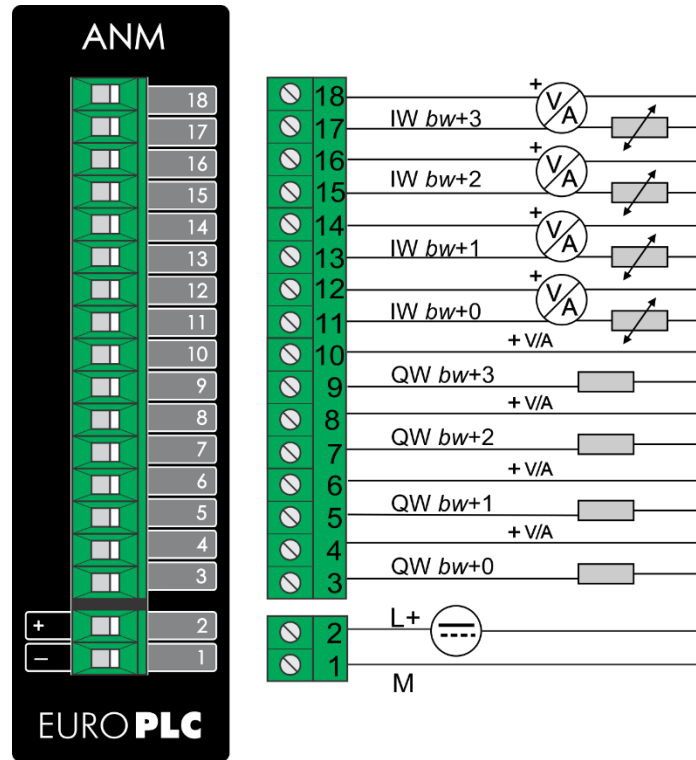 ANM
18
17
16
15
14
13
12
11
10
9
8
7
6
5
4
3
+ 2
– 1
EURO PLC
18 +
V/A
17 IW bw+3
16 +
V/A
15 IW bw+2
14 +
V/A
13 IW bw+1
12 +
V/A
11 IW bw+0
10 + V/A
9 QW bw+3
8 + V/A
7 QW bw+2
6 + V/A
5 QW bw+1
4 + V/A
3 QW bw+0
2 L+
1 M